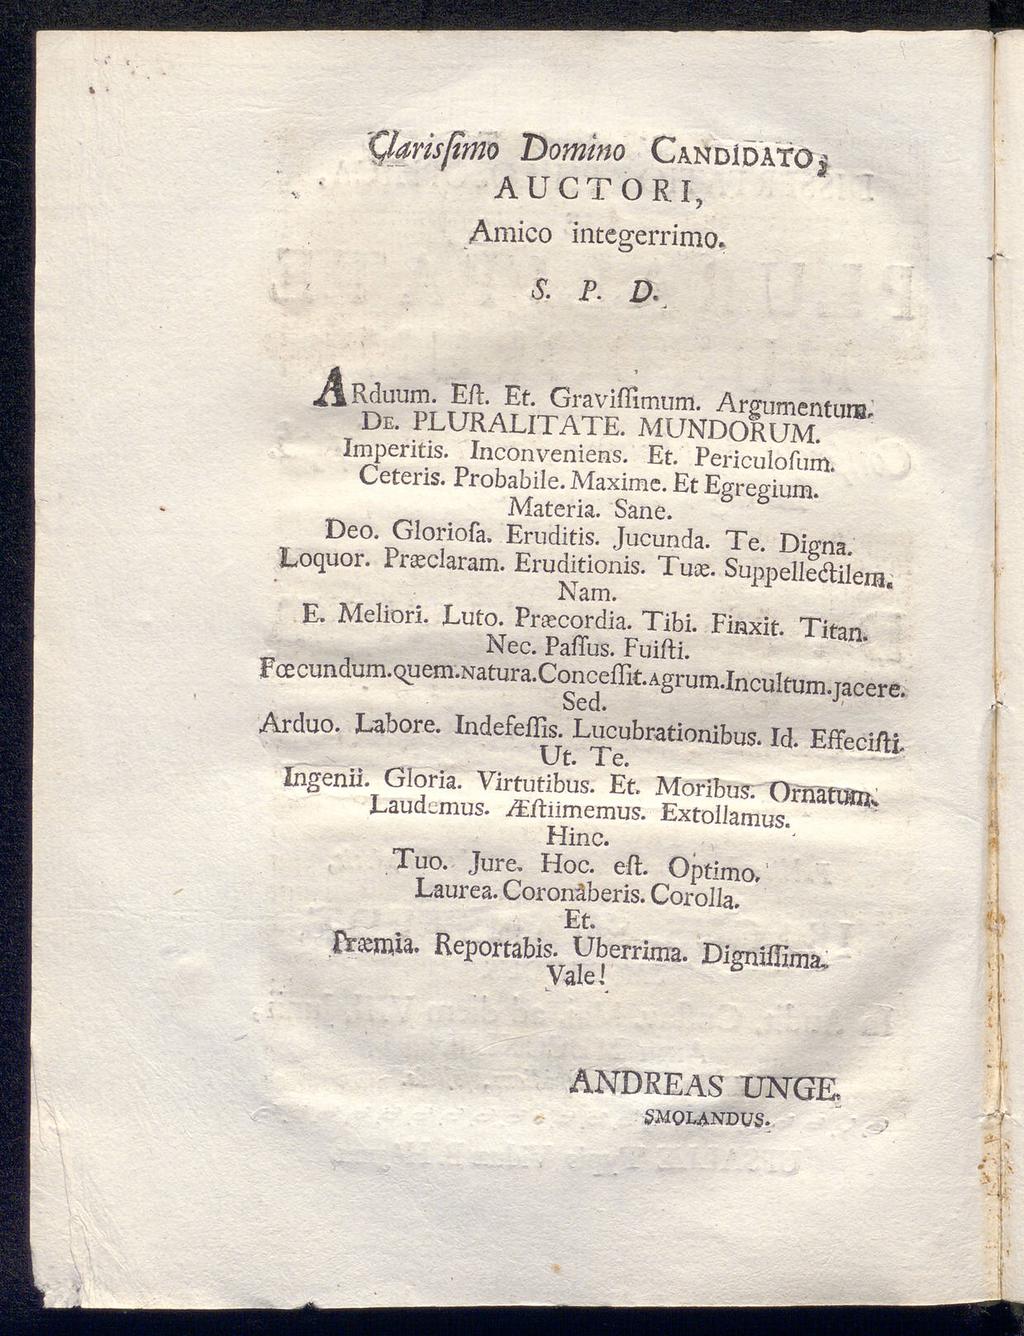 Clarisſimo Domino CANDIDATO,
AUCTORI,
Amico integerrimo.
S. P. D.
ARduum. Eſt. Et. Graviſſimum. Argumentum.
DE. PLURALITATE. MUNDORUM.
Imperitis. Inconveniens. Et. Periculoſum.
Ceteris. Probabile. Maxime. Et Egregium.
Materia. Sane.
Deo. Glorioſa. Eruditis. Jucunda. Te. Digna.
Loquor. Præclaram. Eruditionis. Tuæ. Suppellectilem.
Nam.
E. Meliori. Luto. Præcordia. Tibi. Finxit. Titan.
Nec. Paſſus. Fuiſti.
Fœcundum.quem.Natura.Conceſſit.Agrum.Incultum.jacere.
Sed.
Arduo. Labore. Indefeſſis. Lucubrationibus. Id. Effeciſti.
Ut. Te.
Ingenii. Gloria. Virtutibus. Et. Moribus. Ornatum.
Laudemus. Æſtiimemus. Extollamus.
Hinc.
Tuo. Jure. Hoc. eſt. Optimo.
Laurea. Coronaberis. Corolla.
Et.
Præmia. Reportabis. Uberrima. Digniſſima.
Vale!
ANDREAS UNGE.
SMOLANDUS.